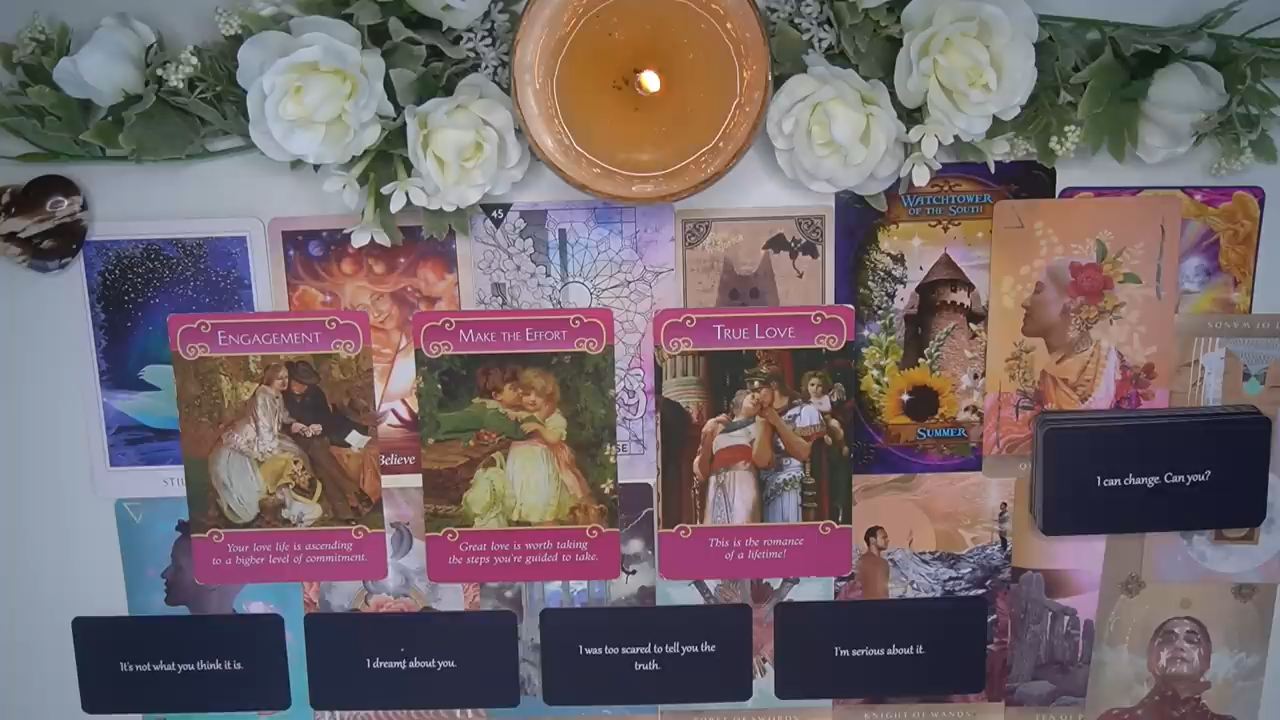 45
WATCHTOWER
OF THE SOUTH
ENGAGEMENT
MAKE THE EFFORT
TRUE LOVE
SUMMER
Believe
I can change. Can you?
Your love life is ascending
to a higher level of commitment.
Great love is worth taking
the steps you're guided to take.
This is the romance
of a lifetime!
It's not what you think it is.
I dreamt about you.
I was too scared to tell you the
truth.
I'm serious about it.
KNIGHT OF WANDS
TEN OF